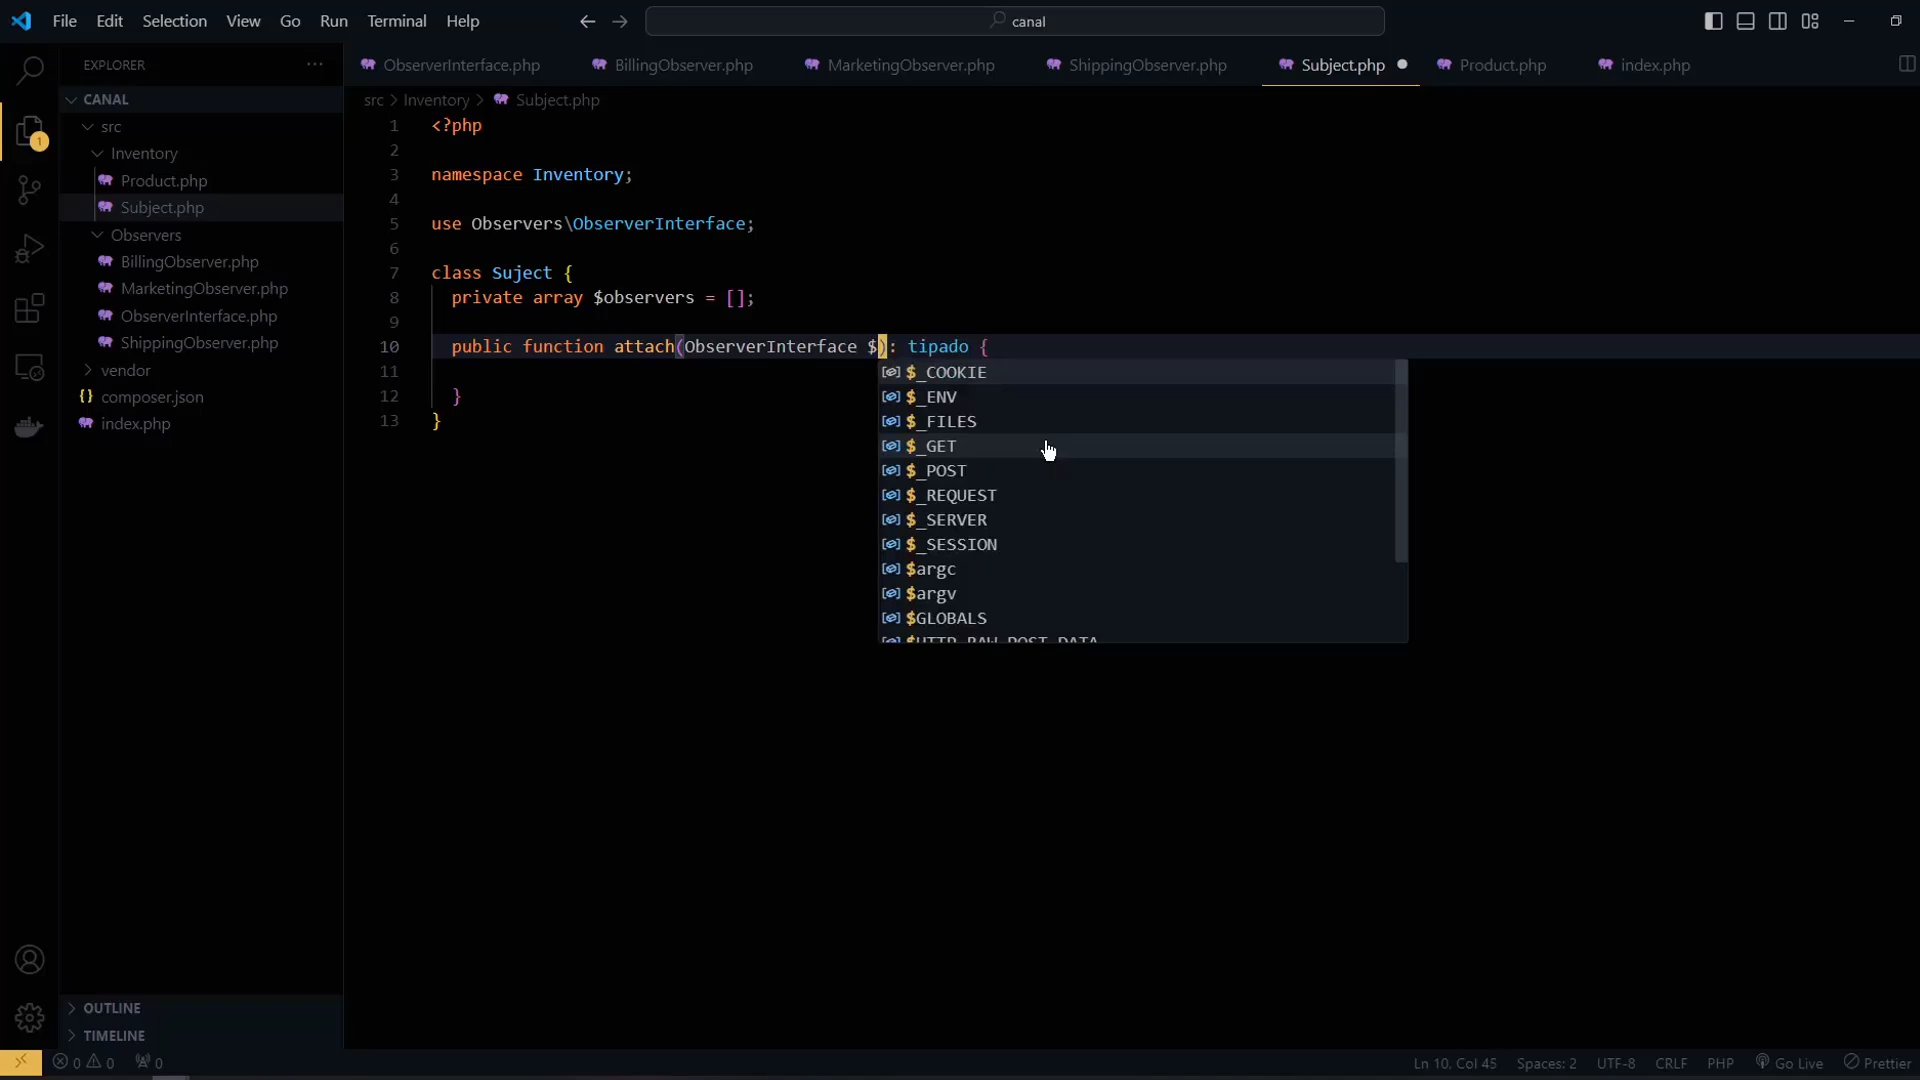 File Edit Selection View Go Run Terminal Help
canal
EXPLORER
CANAL
src
Inventory
Product.php
Subject.php
Observers
BillingObserver.php
MarketingObserver.php
ObserverInterface.php
ShippingObserver.php
vendor
composer.json
index.php
OUTLINE
TIMELINE
1
ObserverInterface.php BillingObserver.php MarketingObserver.php ShippingObserver.php Subject.php Product.php index.php
src > Inventory > Subject.php
1 <?php
2
3 namespace Inventory;
4
5 use Observers\ObserverInterface;
6
7 class Suject {
8 private array $observers = [];
9
10 public function attach(ObserverInterface $): tipado {
11
12 }
13 }
$_COOKIE
$_ENV
$_FILES
$_GET
$_POST
$_REQUEST
$_SERVER
$_SESSION
$argc
$argv
$GLOBALS
$HTTP_RAW_POST_DATA
0 0 0 Ln 10, Col 45 Spaces: 2 UTF-8 CRLF PHP Go Live Prettier